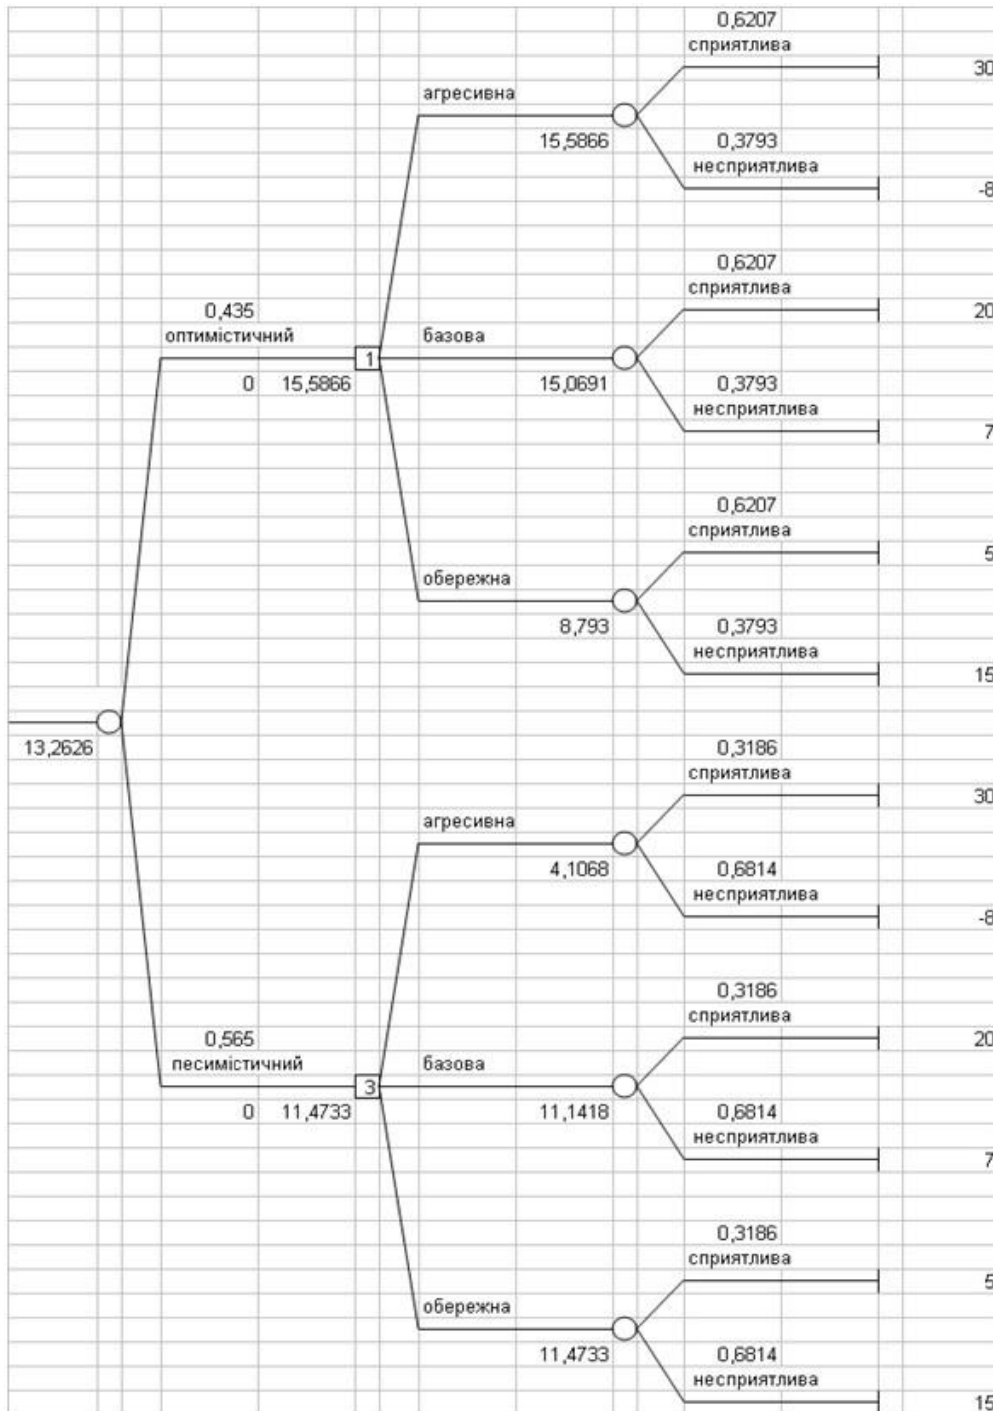 0,6207
сприятлива
30
агресивна
15,5866
0,3793
несприятлива
-8
0,6207
сприятлива
20
0,435
оптимістичний
базова
1
0 15,5866
15,0691
0,3793
несприятлива
7
0,6207
сприятлива
5
обережна
8,793
0,3793
несприятлива
15
13,2626
0,3186
сприятлива
30
агресивна
4,1068
0,6814
несприятлива
-8
0,3186
сприятлива
20
0,565
песимістичний
базова
3
0 11,4733
11,1418
0,6814
несприятлива
7
0,3186
сприятлива
5
обережна
11,4733
0,6814
несприятлива
15